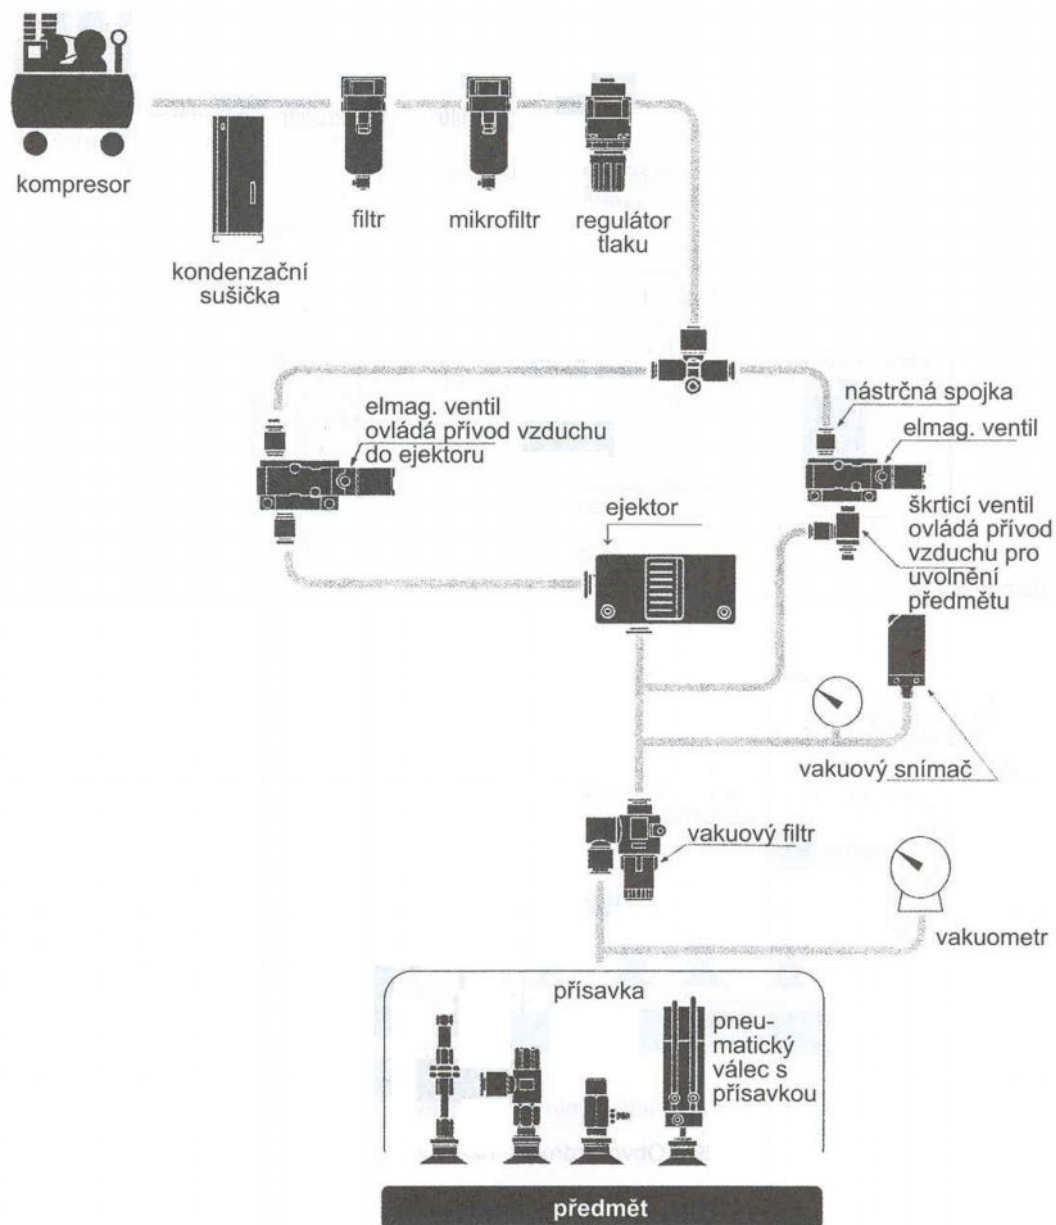 kompresor
kondenzační
sušička
filtr
mikrofiltr
regulátor
tlaku
elmag. ventil
ovládá přívod vzduchu
do ejektoru
nástrčná spojka
elmag. ventil
ejektor
škrticí ventil
ovládá přívod
vzduchu pro
uvolnění
předmětu
vakuový snímač
vakuový filtr
vakuometr
přísavka
pneu-
matický
válec s
přísavkou
předmět